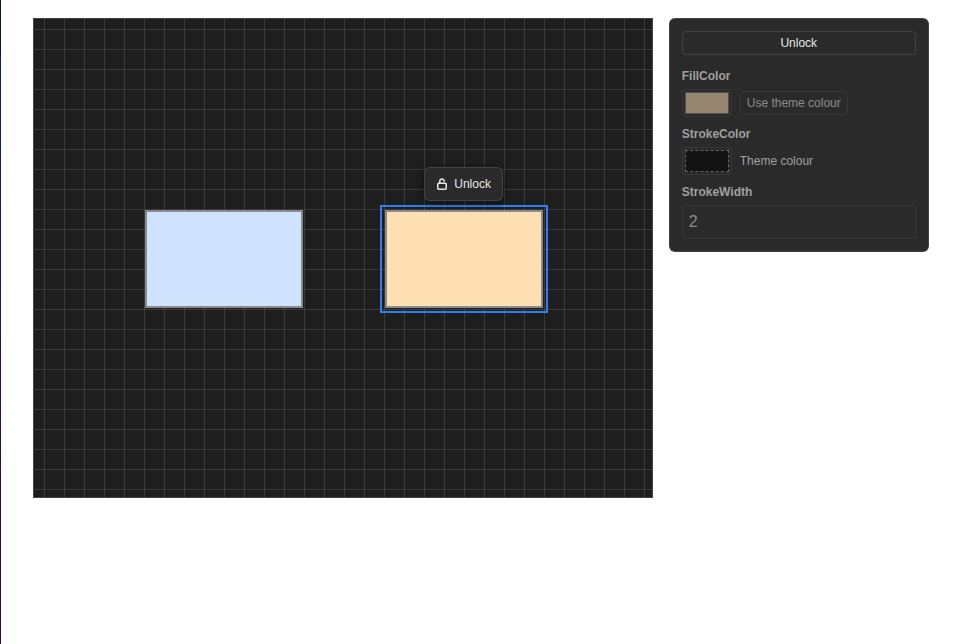 Unlock
FillColor
Use theme colour
StrokeColor
Theme colour
StrokeWidth
2
Unlock